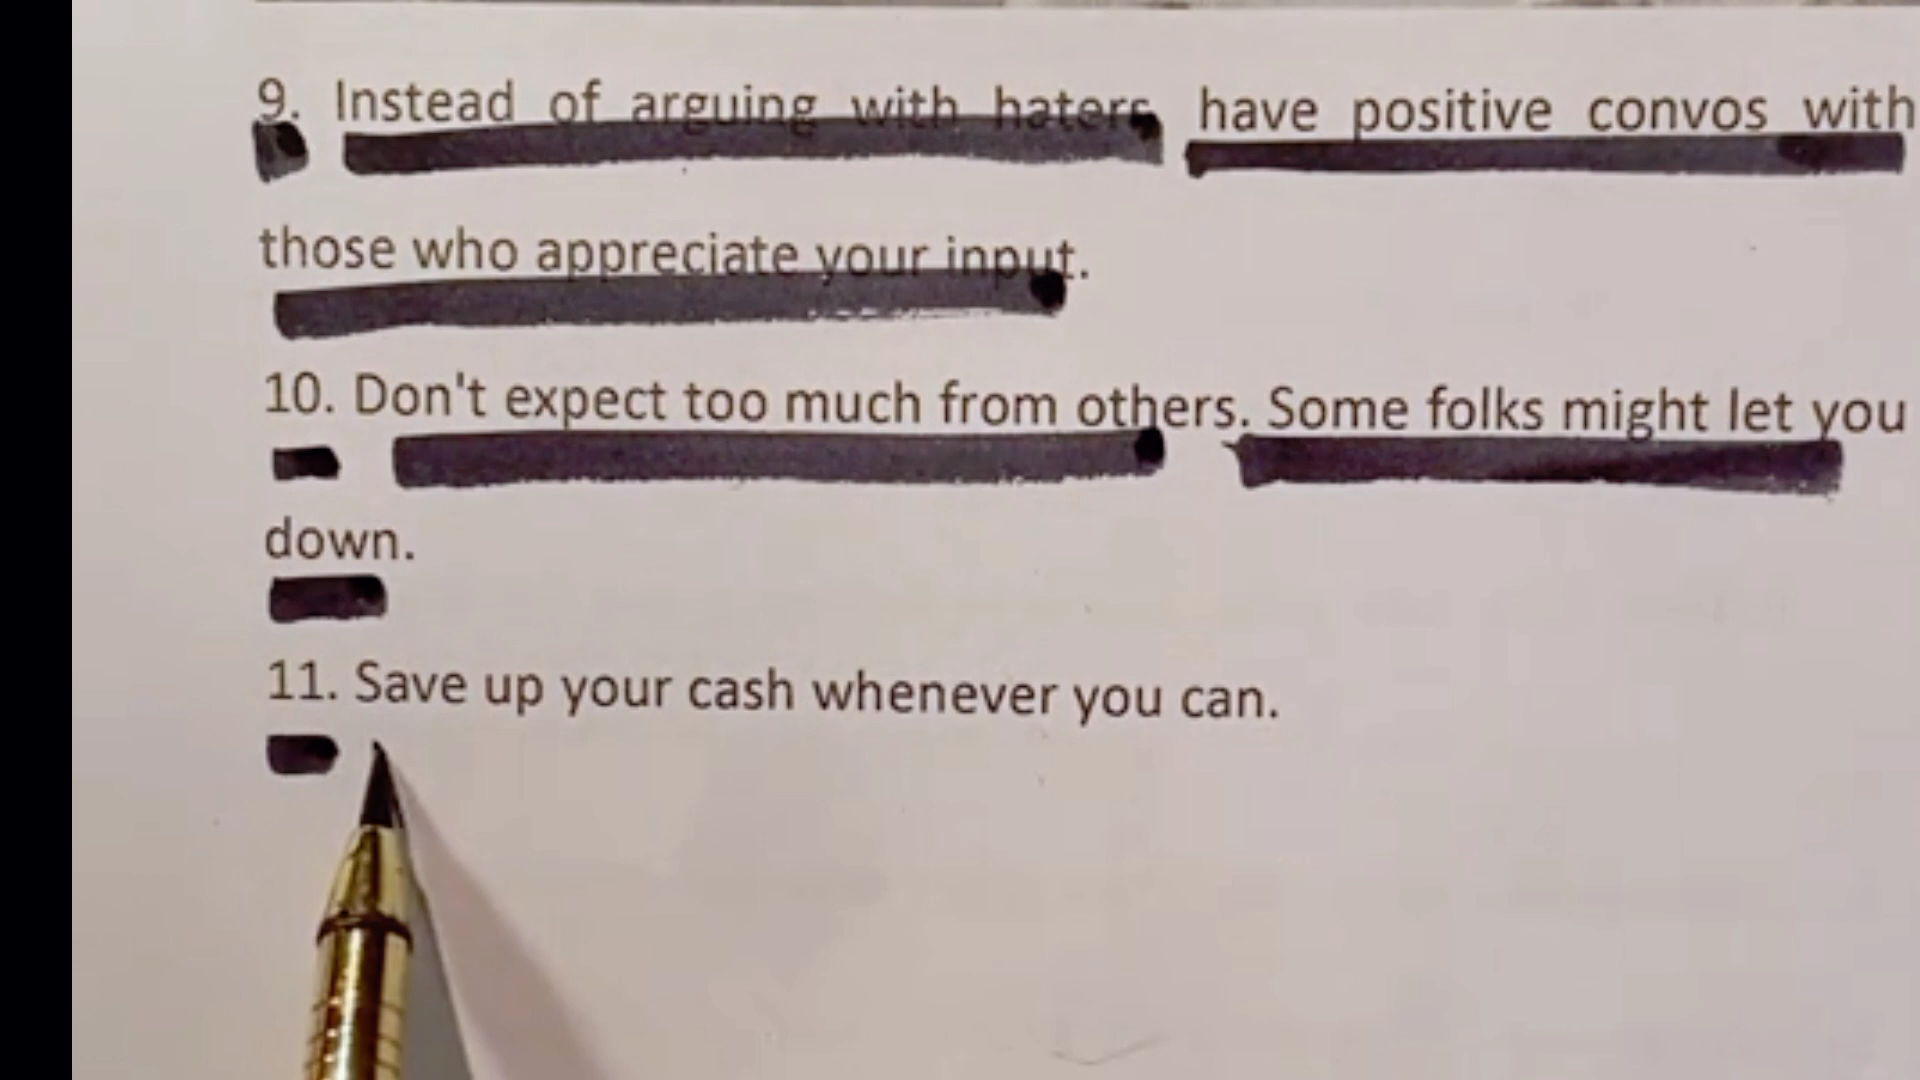 9. Instead of arguing with haters, have positive convos with
those who appreciate your input.
10. Don't expect too much from others. Some folks might let you
down.
11. Save up your cash whenever you can.